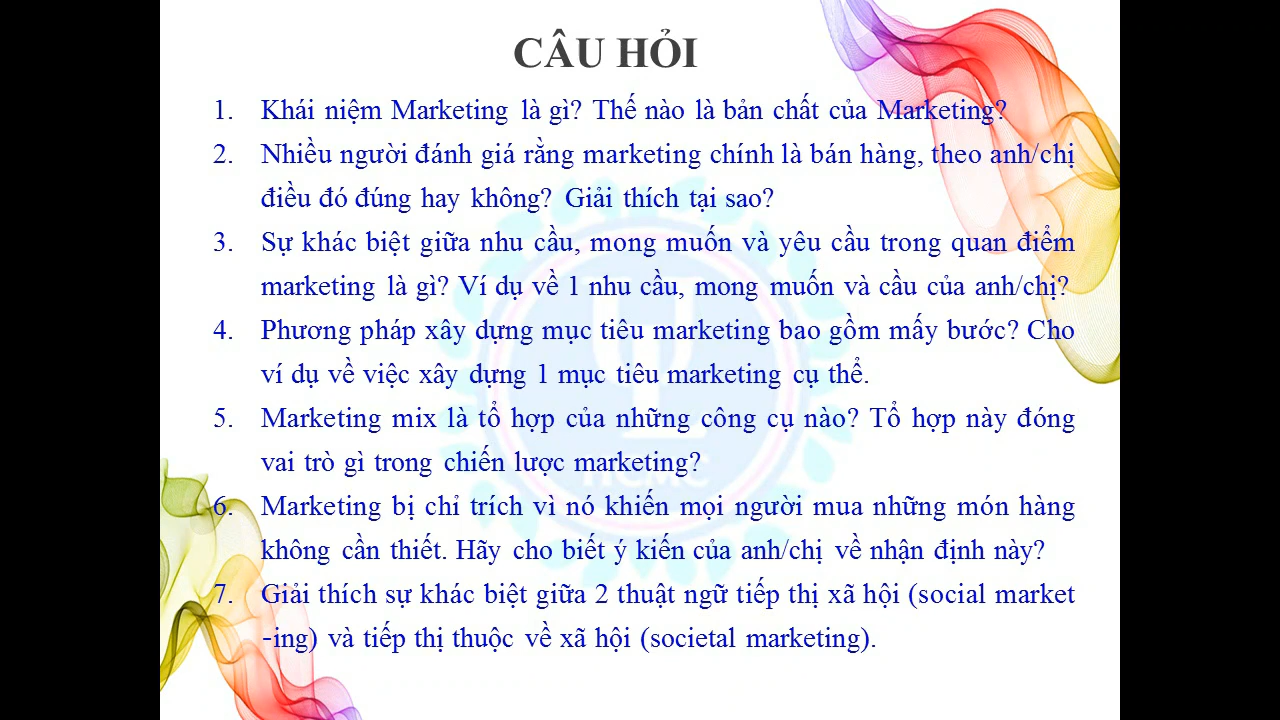 CÂU HỎI
1. Khái niệm Marketing là gì? Thế nào là bản chất của Marketing?
2. Nhiều người đánh giá rằng marketing chính là bán hàng, theo anh/chị
điều đó đúng hay không? Giải thích tại sao?
3. Sự khác biệt giữa nhu cầu, mong muốn và yêu cầu trong quan điểm
marketing là gì? Ví dụ về 1 nhu cầu, mong muốn và cầu của anh/chị?
4. Phương pháp xây dựng mục tiêu marketing bao gồm mấy bước? Cho
ví dụ về việc xây dựng 1 mục tiêu marketing cụ thể.
5. Marketing mix là tổ hợp của những công cụ nào? Tổ hợp này đóng
vai trò gì trong chiến lược marketing?
6. Marketing bị chỉ trích vì nó khiến mọi người mua những món hàng
không cần thiết. Hãy cho biết ý kiến của anh/chị về nhận định này?
7. Giải thích sự khác biệt giữa 2 thuật ngữ tiếp thị xã hội (social market
-ing) và tiếp thị thuộc về xã hội (societal marketing).
HCMC